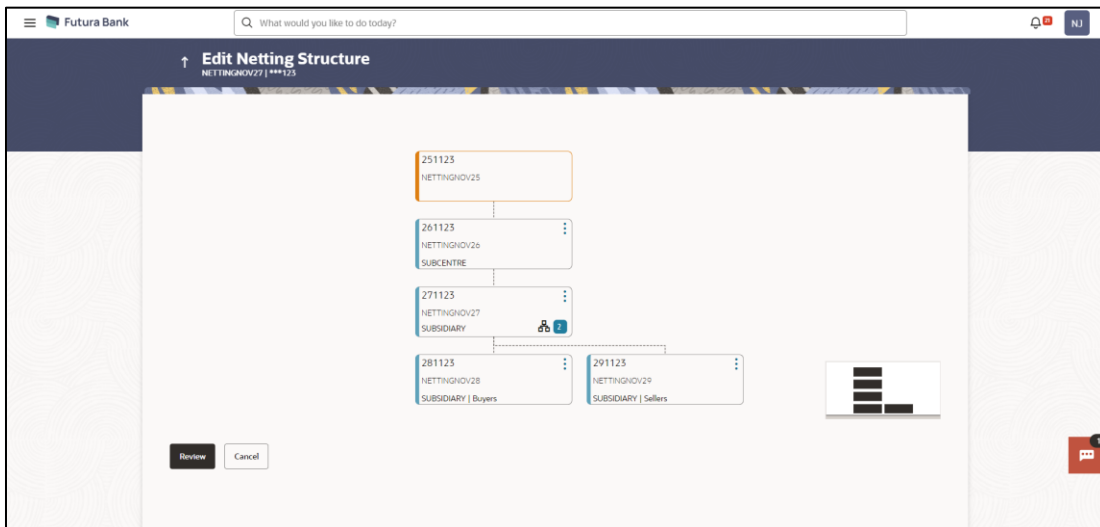 Futura Bank
What would you like to do today?
NJ
Edit Netting Structure
NETTINGNOV27 | ***123
251123
NETTINGNOV25
261123
NETTINGNOV26
SUBCENTRE
271123
NETTINGNOV27
SUBSIDIARY
2
281123
NETTINGNOV28
SUBSIDIARY | Buyers
291123
NETTINGNOV29
SUBSIDIARY | Sellers
Review
Cancel